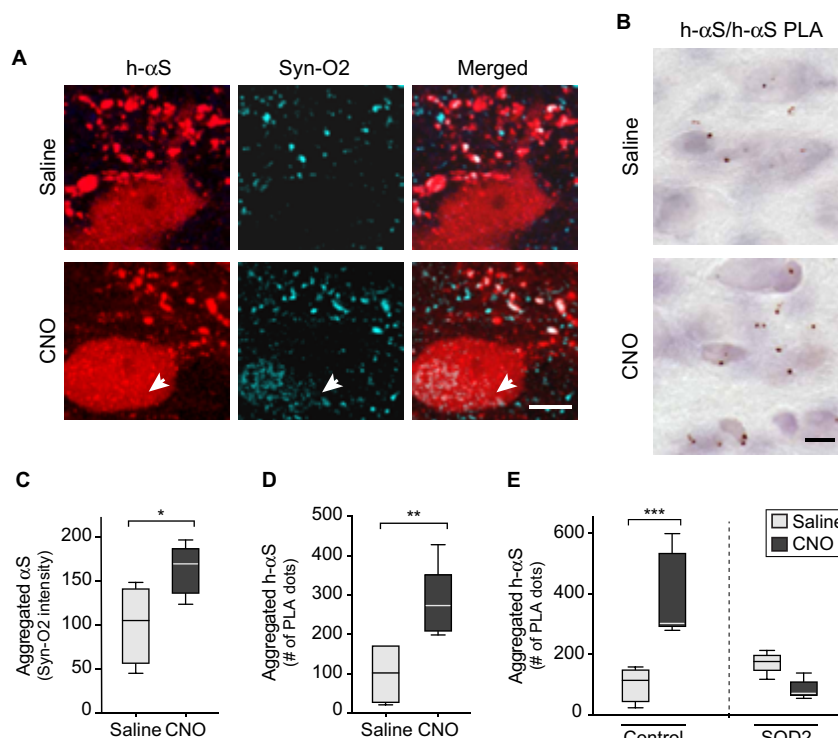 A
h-αS
Syn-O2
Merged
Saline
CNO
B
h-αS/h-αS PLA
Saline
CNO
C
Aggregated αS
(Syn-O2 intensity)
200
150
100
50
0
*
Saline CNO
D
Aggregated h-αS
(# of PLA dots)
500
400
300
200
100
0
**
Saline CNO
E
Aggregated h-αS
(# of PLA dots)
600
400
200
0
***
Saline
CNO
Control
SOD2